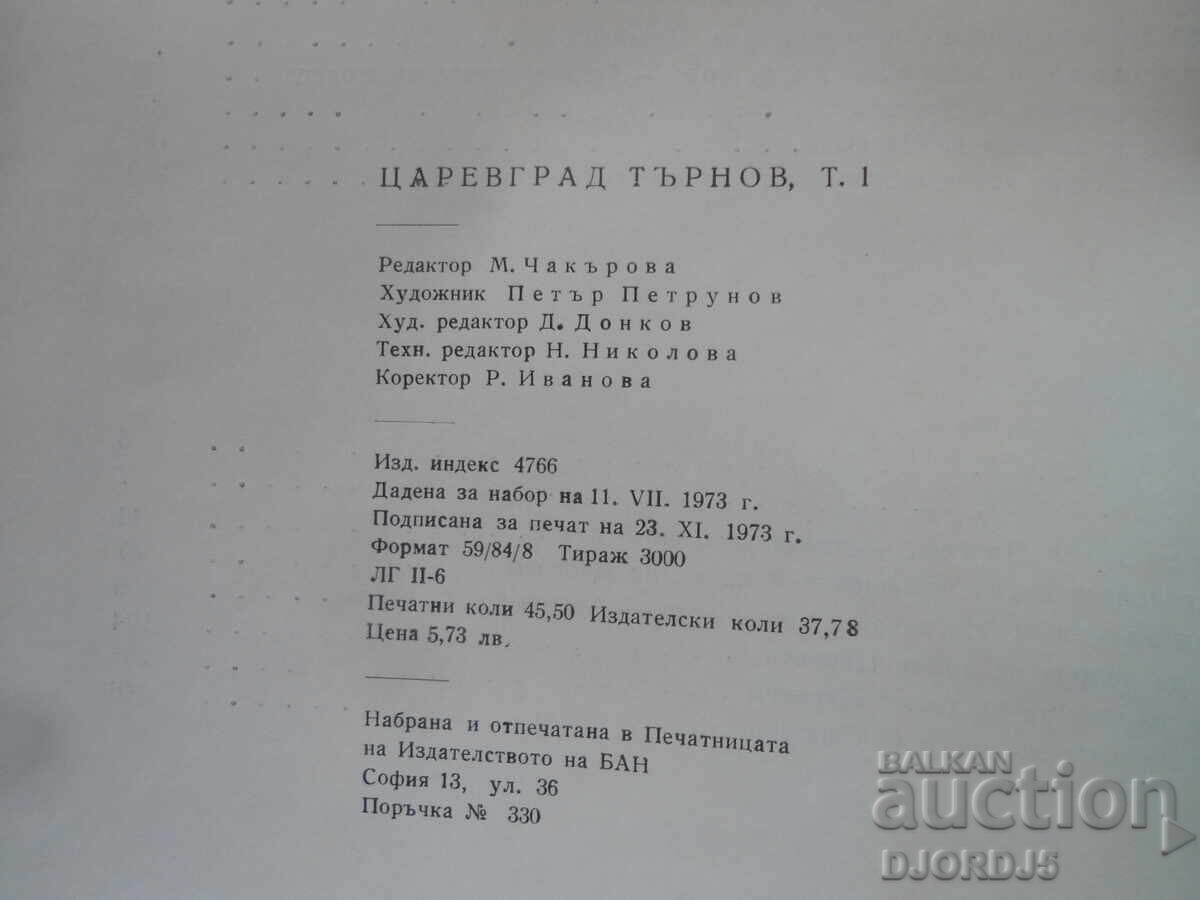 ЦАРЕВГРАД ТЪРНОВ, Т. 1
Редактор М. Чакърова
Художник Петър Петрунов
Худ. редактор Д. Донков
Техн. редактор Н. Николова
Коректор Р. Иванова
Изд. индекс 4766
Дадена за набор на 11. VII. 1973 г.
Подписана за печат на 23. XI. 1973 г.
Формат 59/84/8 Тираж 3000
ЛГ II-6
Печатни коли 45,50 Издателски коли 37,78
Цена 5,73 лв.
Набрана и отпечатана в Печатницата
на Издателството на БАН
София 13, ул. 36
Поръчка № 330
BALKAN
auction
DJORDJ5